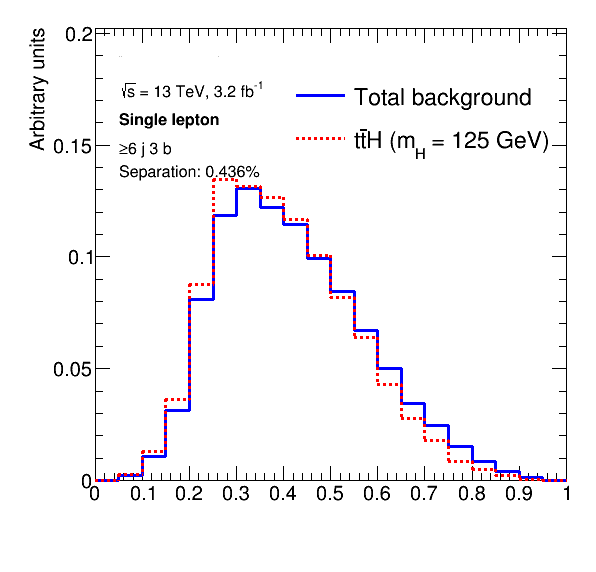 Arbitrary units
0.2
0.15
0.1
0.05
0
√s = 13 TeV, 3.2 fb⁻¹
Single lepton
≥6 j 3 b
Separation: 0.436%
Total background
tt̄H (m_H = 125 GeV)
0 0.1 0.2 0.3 0.4 0.5 0.6 0.7 0.8 0.9 1